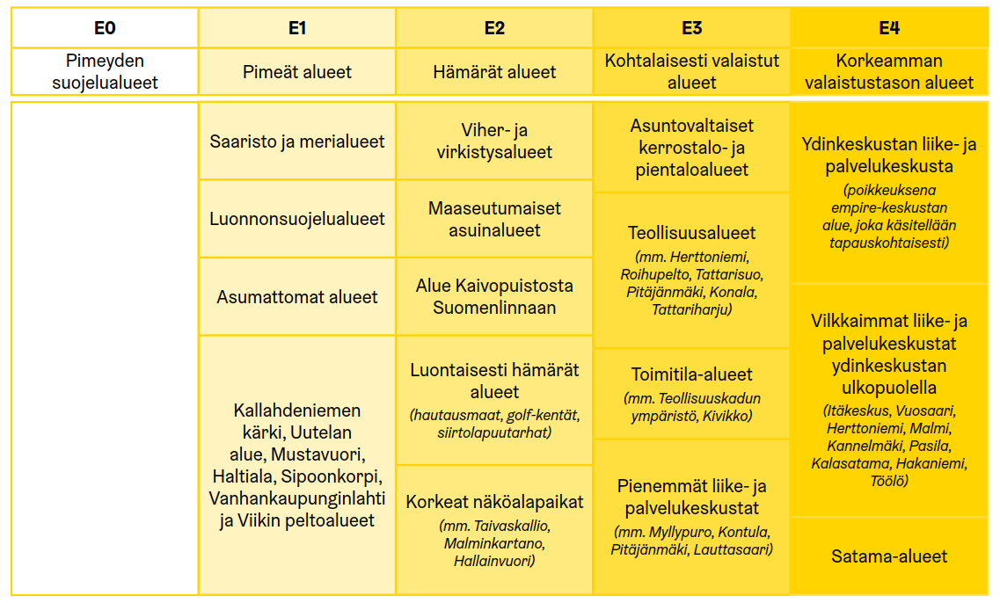 E0
E1
E2
E3
E4
Pimeyden
suojelualueet
Pimeät alueet
Hämärät alueet
Kohtalaisesti valaistut
alueet
Korkeamman
valaistustason alueet
Saaristo ja merialueet
Luonnonsuojelualueet
Asumattomat alueet
Kallahdeniemen
kärki, Uutelan
alue, Mustavuori,
Haltiala, Sipoonkorpi,
Vanhankaupunginlahti
ja Viikin peltoalueet
Viher- ja
virkistysalueet
Maaseutumaiset
asuinalueet
Alue Kaivopuistosta
Suomenlinnaan
Luontaisesti hämärät
alueet
(hautausmaat, golf-kentät,
siirtolapuutarhat)
Korkeat näköalapaikat
(mm. Taivaskallio,
Malminkartano,
Hallainvuori)
Asuntovaltaiset
kerrostalo- ja
pientaloalueet
Teollisuusalueet
(mm. Herttoniemi,
Roihupelto, Tattarisuo,
Pitäjänmäki, Konala,
Tattariharju)
Toimitila-alueet
(mm. Teollisuuskadun
ympäristö, Kivikko)
Pienemmät liike- ja
palvelukeskustat
(mm. Myllypuro, Kontula,
Pitäjänmäki, Lauttasaari)
Ydinkeskustan liike- ja
palvelukeskusta
(poikkeuksena
empire-keskustan
alue, joka käsitellään
tapauskohtaisesti)
Vilkkaimmat liike- ja
palvelukeskustat
ydinkeskustan
ulkopuolella
(Itäkeskus, Vuosaari,
Herttoniemi, Malmi,
Kannelmäki, Pasila,
Kalasatama, Hakaniemi,
Töölö)
Satama-alueet